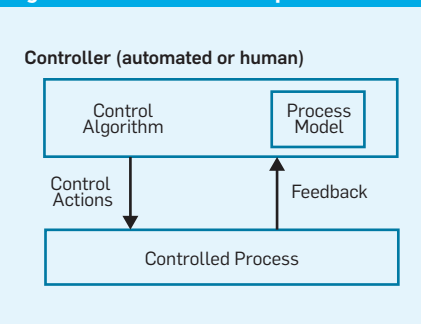 Controller (automated or human)
Control
Algorithm
Process
Model
Control
Actions
Feedback
Controlled Process